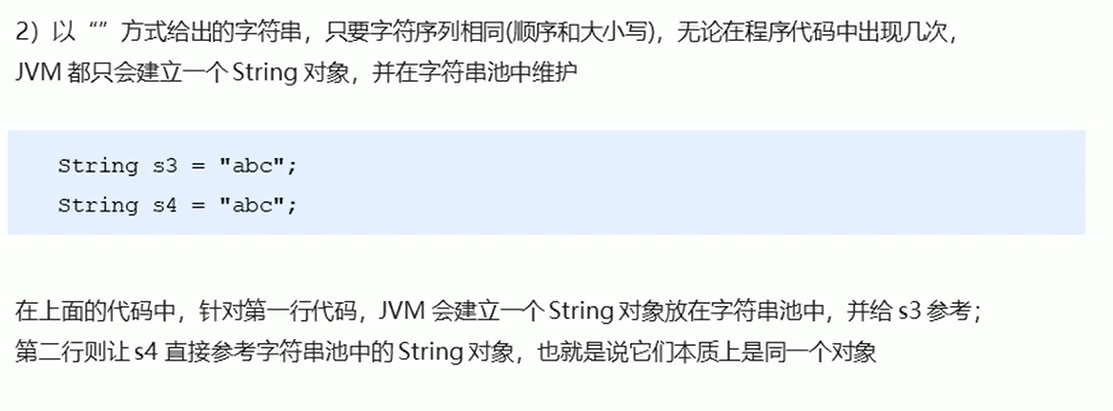 2）以“”方式给出的字符串，只要字符序列相同(顺序和大小写)，无论在程序代码中出现几次，
JVM 都只会建立一个 String 对象，并在字符串池中维护
String s3 = "abc";
String s4 = "abc";
在上面的代码中，针对第一行代码，JVM 会建立一个 String 对象放在字符串池中，并给 s3 参考；
第二行则让 s4 直接参考字符串池中的 String 对象，也就是说它们本质上是同一个对象